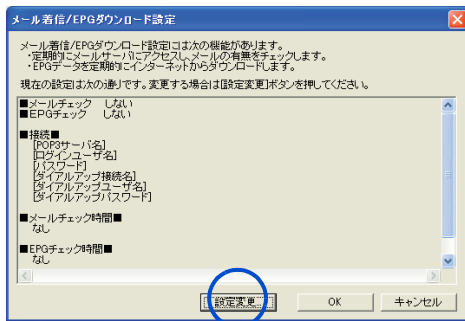 メール着信/EPGダウンロード設定
メール着信/EPGダウンロード設定には次の機能があります。
・定期的にメールサーバにアクセスしメールの有無をチェックします。
・EPGデータを定期的にインターネットからダウンロードします。
現在の設定は次の通りです。変更する場合は[設定変更]ボタンを押してください。
■メールチェック しない
■EPGチェック しない
■接続■
[POP3サーバ名]
[ログインユーザ名]
[パスワード]
[ダイアルアップ接続名]
[ダイアルアップユーザ名]
[ダイアルアップパスワード]
■メールチェック時間■
なし
■EPGチェック時間■
なし
設定変更 OK キャンセル